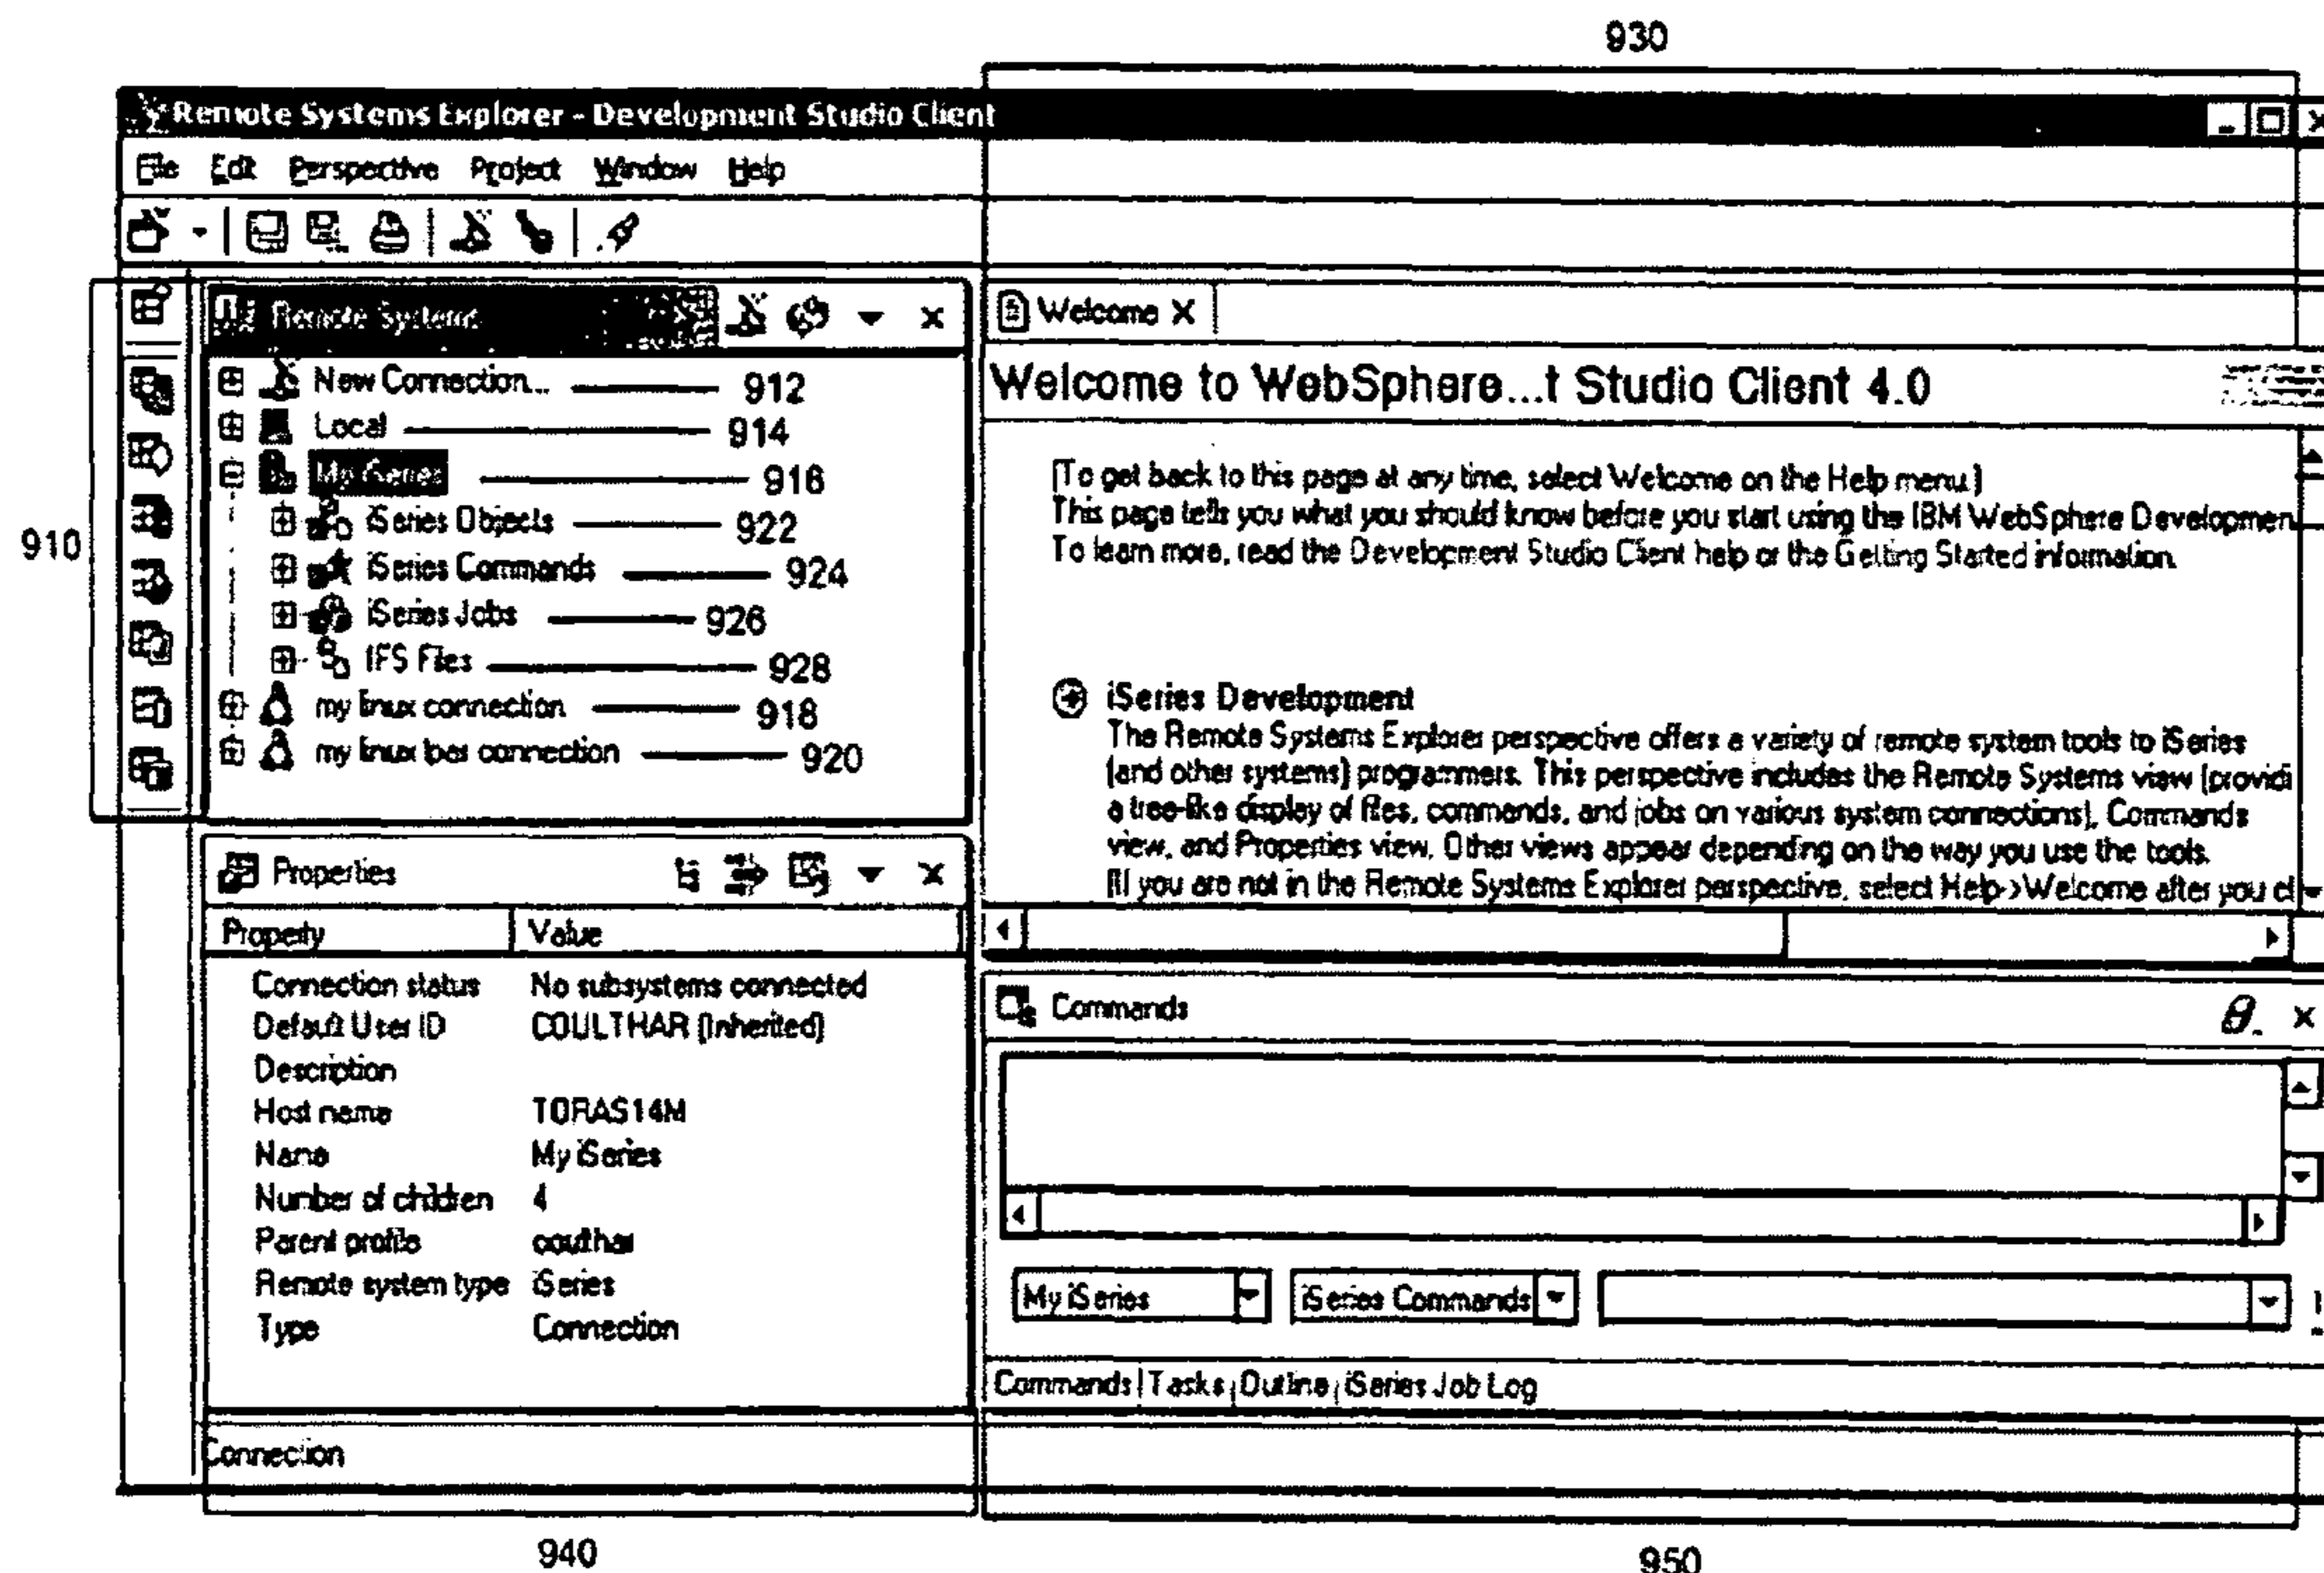 930
Remote Systems Explorer - Development Studio Client
File Edit Perspective Project Window Help
Remote Systems
New Connection... 912
Local 914
My iSeries 916
iSeries Objects 922
iSeries Commands 924
iSeries Jobs 926
IFS Files 928
my linux connection 918
my linux box connection 920
910
Properties
Property Value
Connection status No subsystems connected
Default User ID COULTHAR (Inherited)
Description
Host name TORAS14M
Name My iSeries
Number of children 4
Parent profile coulthar
Remote system type iSeries
Type Connection
Connection
940
Welcome X
Welcome to WebSphere...t Studio Client 4.0
[To get back to this page at any time, select Welcome on the Help menu.]
This page tells you what you should know before you start using the IBM WebSphere Developmen
To learn more, read the Development Studio Client help or the Getting Started information.
iSeries Development
The Remote Systems Explorer perspective offers a variety of remote system tools to iSeries
(and other systems) programmers. This perspective includes the Remote Systems view (providi
a tree-like display of files, commands, and jobs on various system connections), Commands
view, and Properties view. Other views appear depending on the way you use the tools.
[If you are not in the Remote Systems Explorer perspective, select Help->Welcome after you cl
Commands
My iSeries iSeries Commands
Commands Tasks Outline iSeries Job Log
950